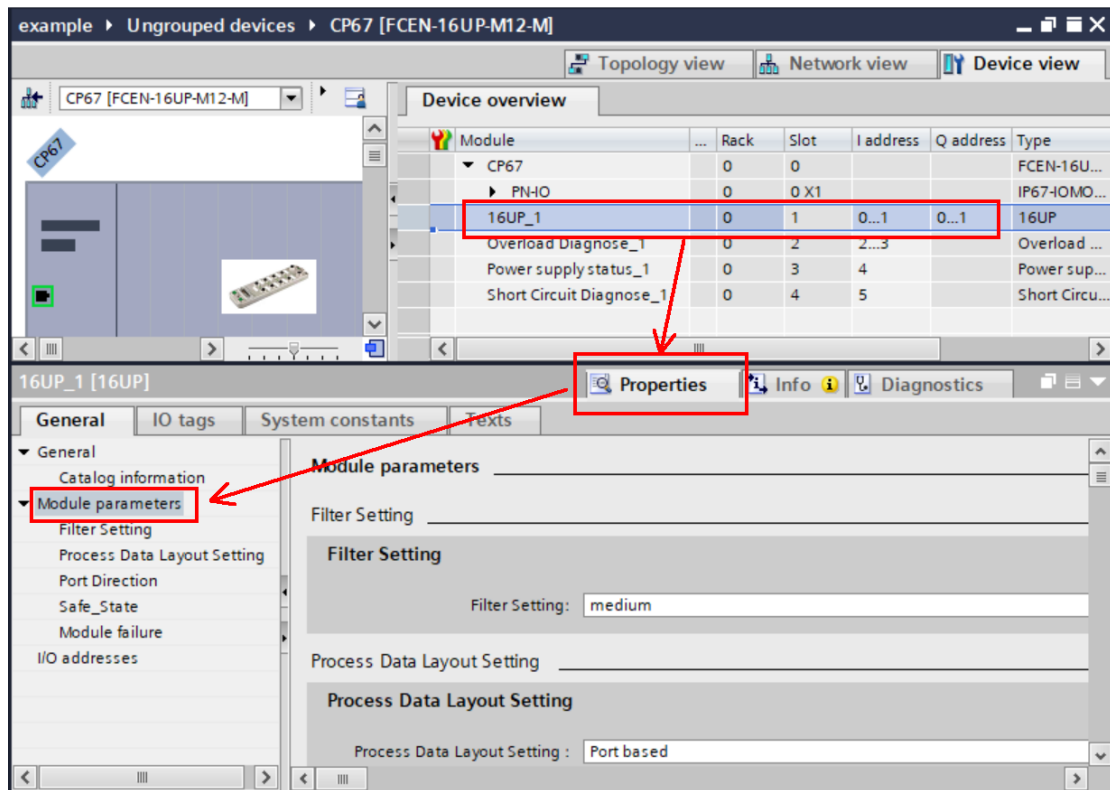 example ▸ Ungrouped devices ▸ CP67 [FCEN-16UP-M12-M]
Topology view Network view Device view
CP67 [FCEN-16UP-M12-M]
CP67
Device overview
Module ... Rack Slot I address Q address Type
CP67 0 0 FCEN-16U...
PN-IO 0 0 X1 IP67-IOMO...
16UP_1 0 1 0...1 0...1 16UP
Overload Diagnose_1 0 2 2...3 Overload ...
Power supply status_1 0 3 4 Power sup...
Short Circuit Diagnose_1 0 4 5 Short Circu...
16UP_1 [16UP]
Properties Info Diagnostics
General IO tags System constants Texts
General
Catalog information
Module parameters
Filter Setting
Process Data Layout Setting
Port Direction
Safe_State
Module failure
I/O addresses
Module parameters
Filter Setting
Filter Setting
Filter Setting: medium
Process Data Layout Setting
Process Data Layout Setting
Process Data Layout Setting : Port based